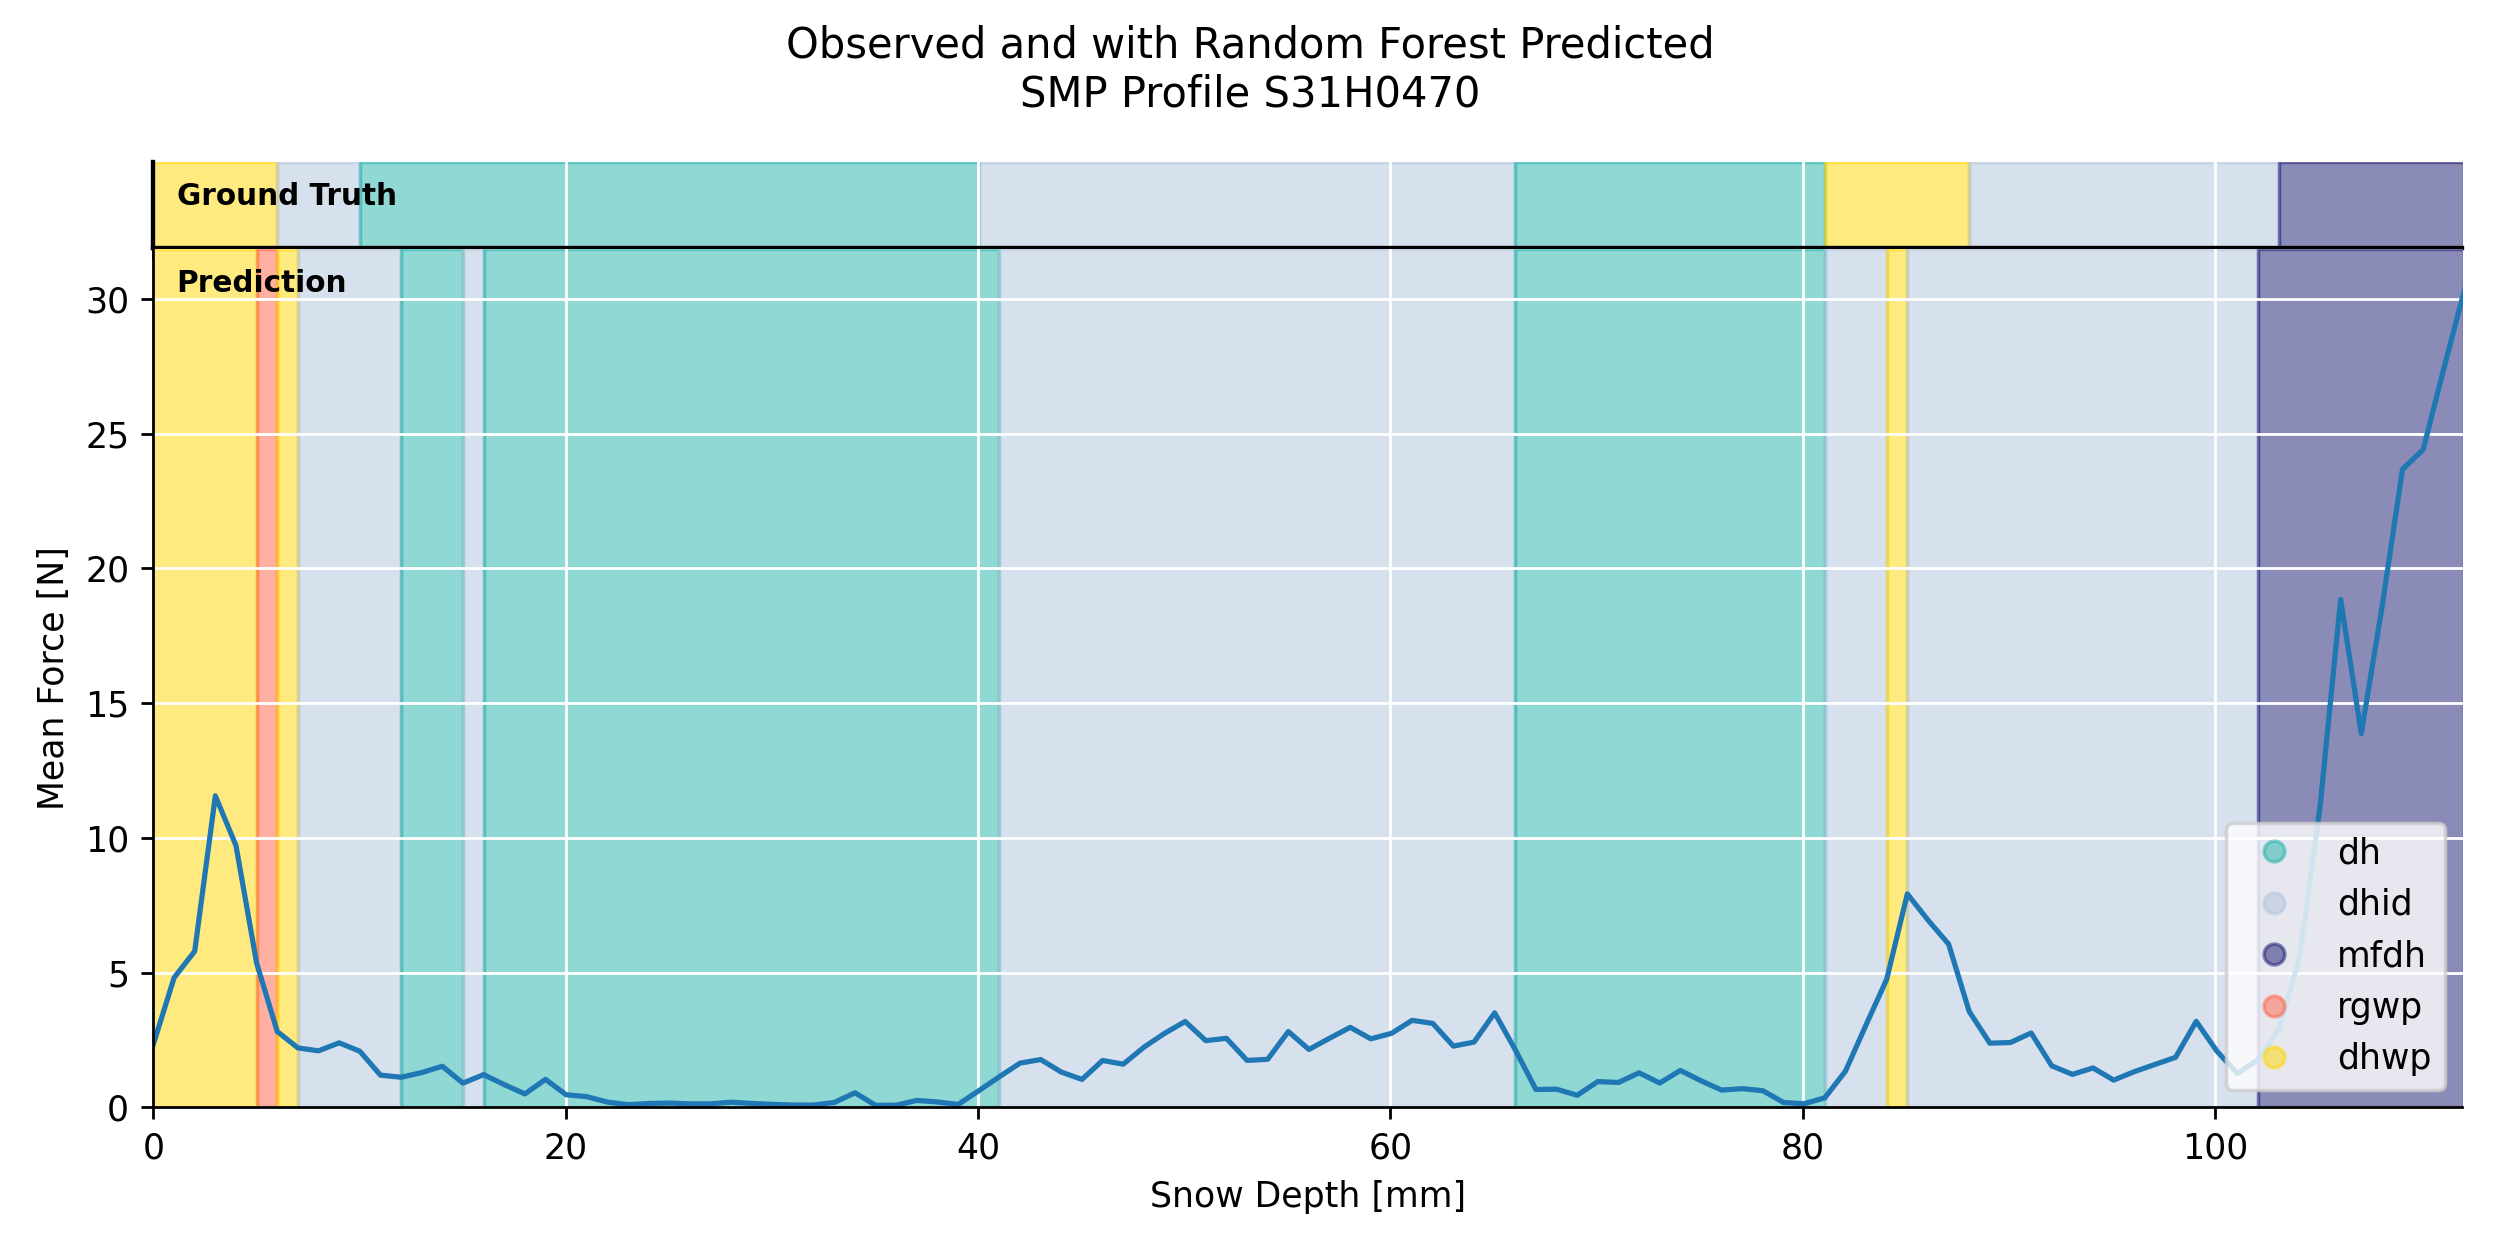 Observed and with Random Forest Predicted
SMP Profile S31H0470
Ground Truth
Prediction
30
25
20
15
10
5
0
Mean Force [N]
dh
dhid
mfdh
rgwp
dhwp
0 20 40 60 80 100
Snow Depth [mm]